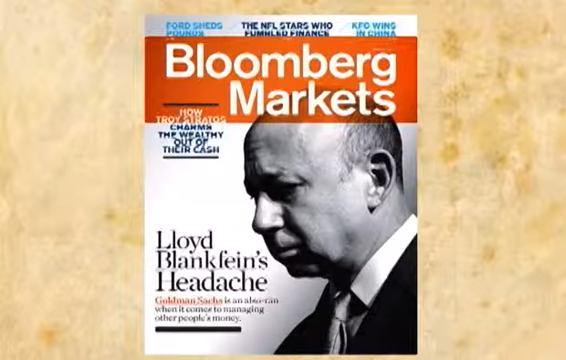 FORD SHEDS
POUNDS
THE NFL STARS WHO
FUMBLED FINANCE
KFC WINS
IN CHINA
Bloomberg
Markets
HOW
TROY STRATOS
CHARMS
THE WEALTHY
OUT OF
THEIR CASH
Lloyd
Blankfein's
Headache
Goldman Sachs is an also-ran
when it comes to managing
other people's money.